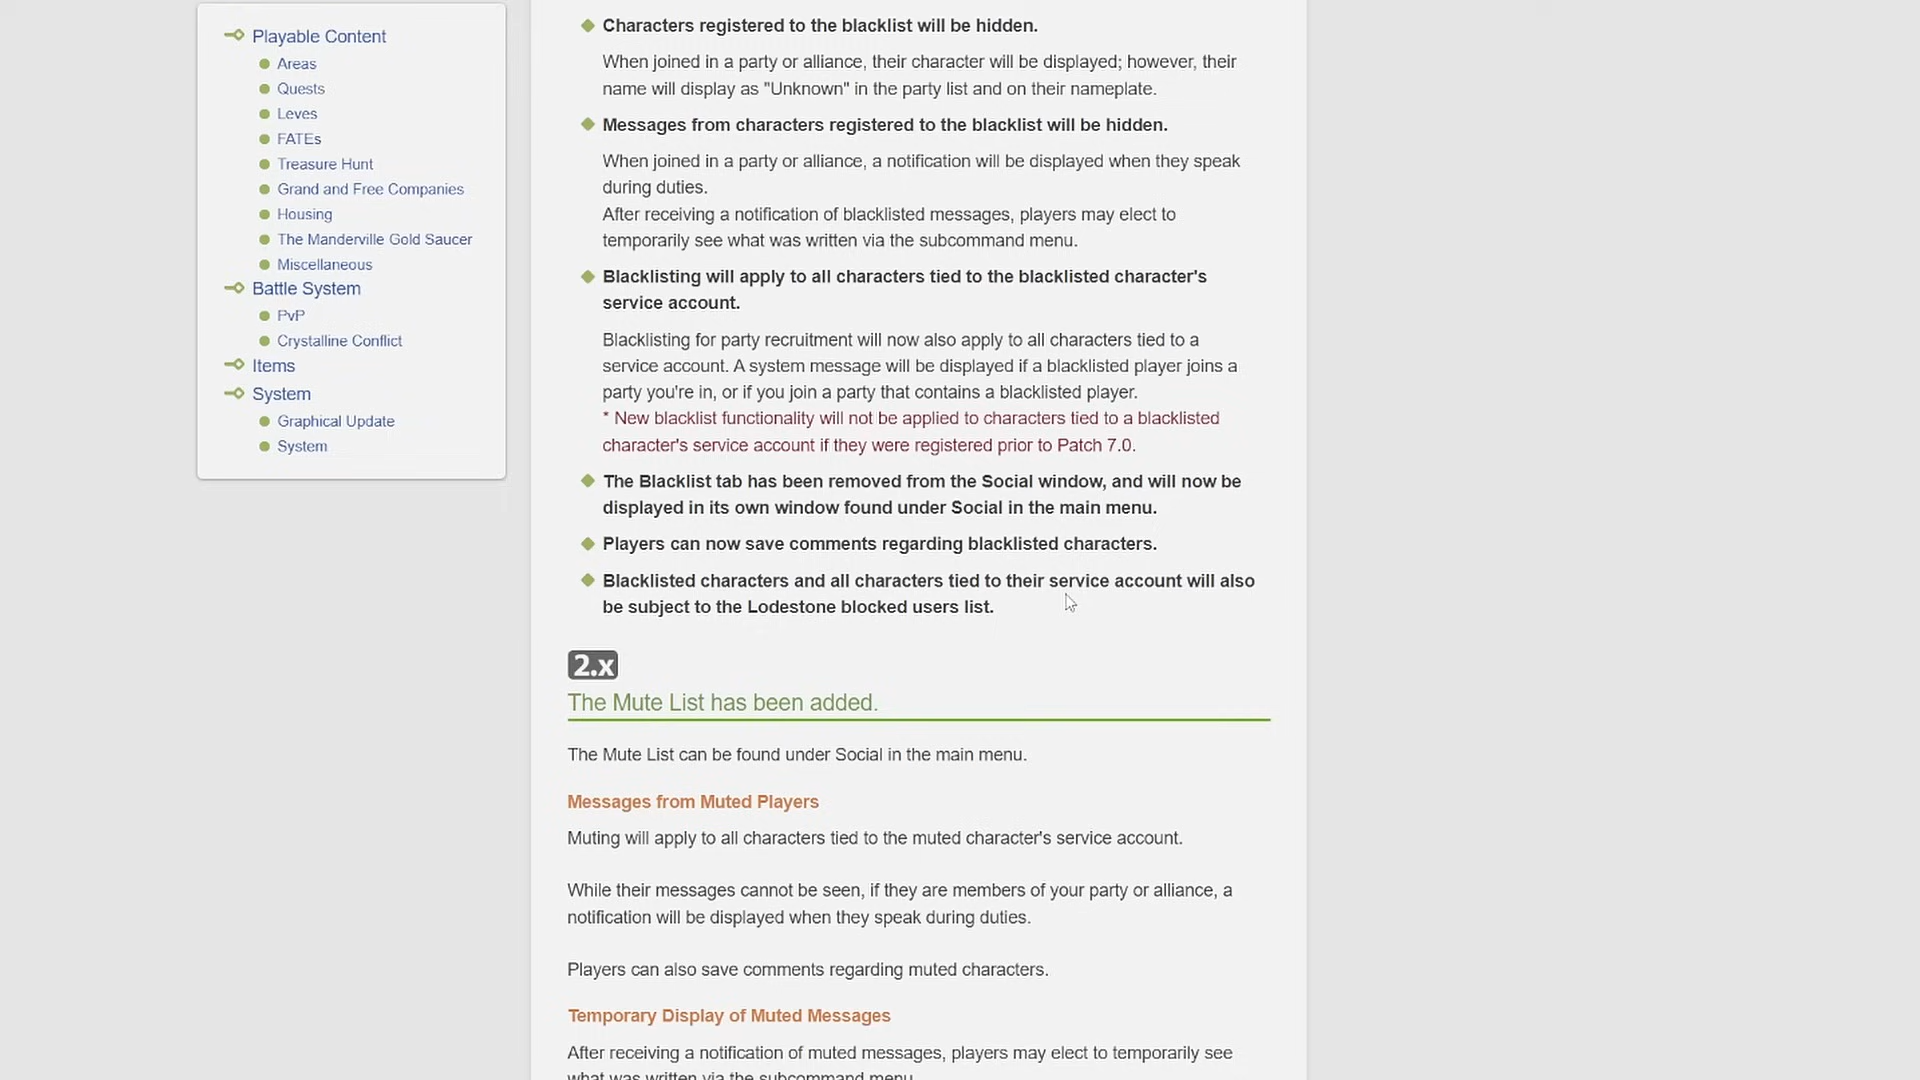 Playable Content
Areas
Quests
Leves
FATEs
Treasure Hunt
Grand and Free Companies
Housing
The Manderville Gold Saucer
Miscellaneous
Battle System
PvP
Crystalline Conflict
Items
System
Graphical Update
System
Characters registered to the blacklist will be hidden.
When joined in a party or alliance, their character will be displayed; however, their
name will display as "Unknown" in the party list and on their nameplate.
Messages from characters registered to the blacklist will be hidden.
When joined in a party or alliance, a notification will be displayed when they speak
during duties.
After receiving a notification of blacklisted messages, players may elect to
temporarily see what was written via the subcommand menu.
Blacklisting will apply to all characters tied to the blacklisted character's
service account.
Blacklisting for party recruitment will now also apply to all characters tied to a
service account. A system message will be displayed if a blacklisted player joins a
party you're in, or if you join a party that contains a blacklisted player.
* New blacklist functionality will not be applied to characters tied to a blacklisted
character's service account if they were registered prior to Patch 7.0.
The Blacklist tab has been removed from the Social window, and will now be
displayed in its own window found under Social in the main menu.
Players can now save comments regarding blacklisted characters.
Blacklisted characters and all characters tied to their service account will also
be subject to the Lodestone blocked users list.
2.x
The Mute List has been added.
The Mute List can be found under Social in the main menu.
Messages from Muted Players
Muting will apply to all characters tied to the muted character's service account.
While their messages cannot be seen, if they are members of your party or alliance, a
notification will be displayed when they speak during duties.
Players can also save comments regarding muted characters.
Temporary Display of Muted Messages
After receiving a notification of muted messages, players may elect to temporarily see
what was written via the subcommand menu.